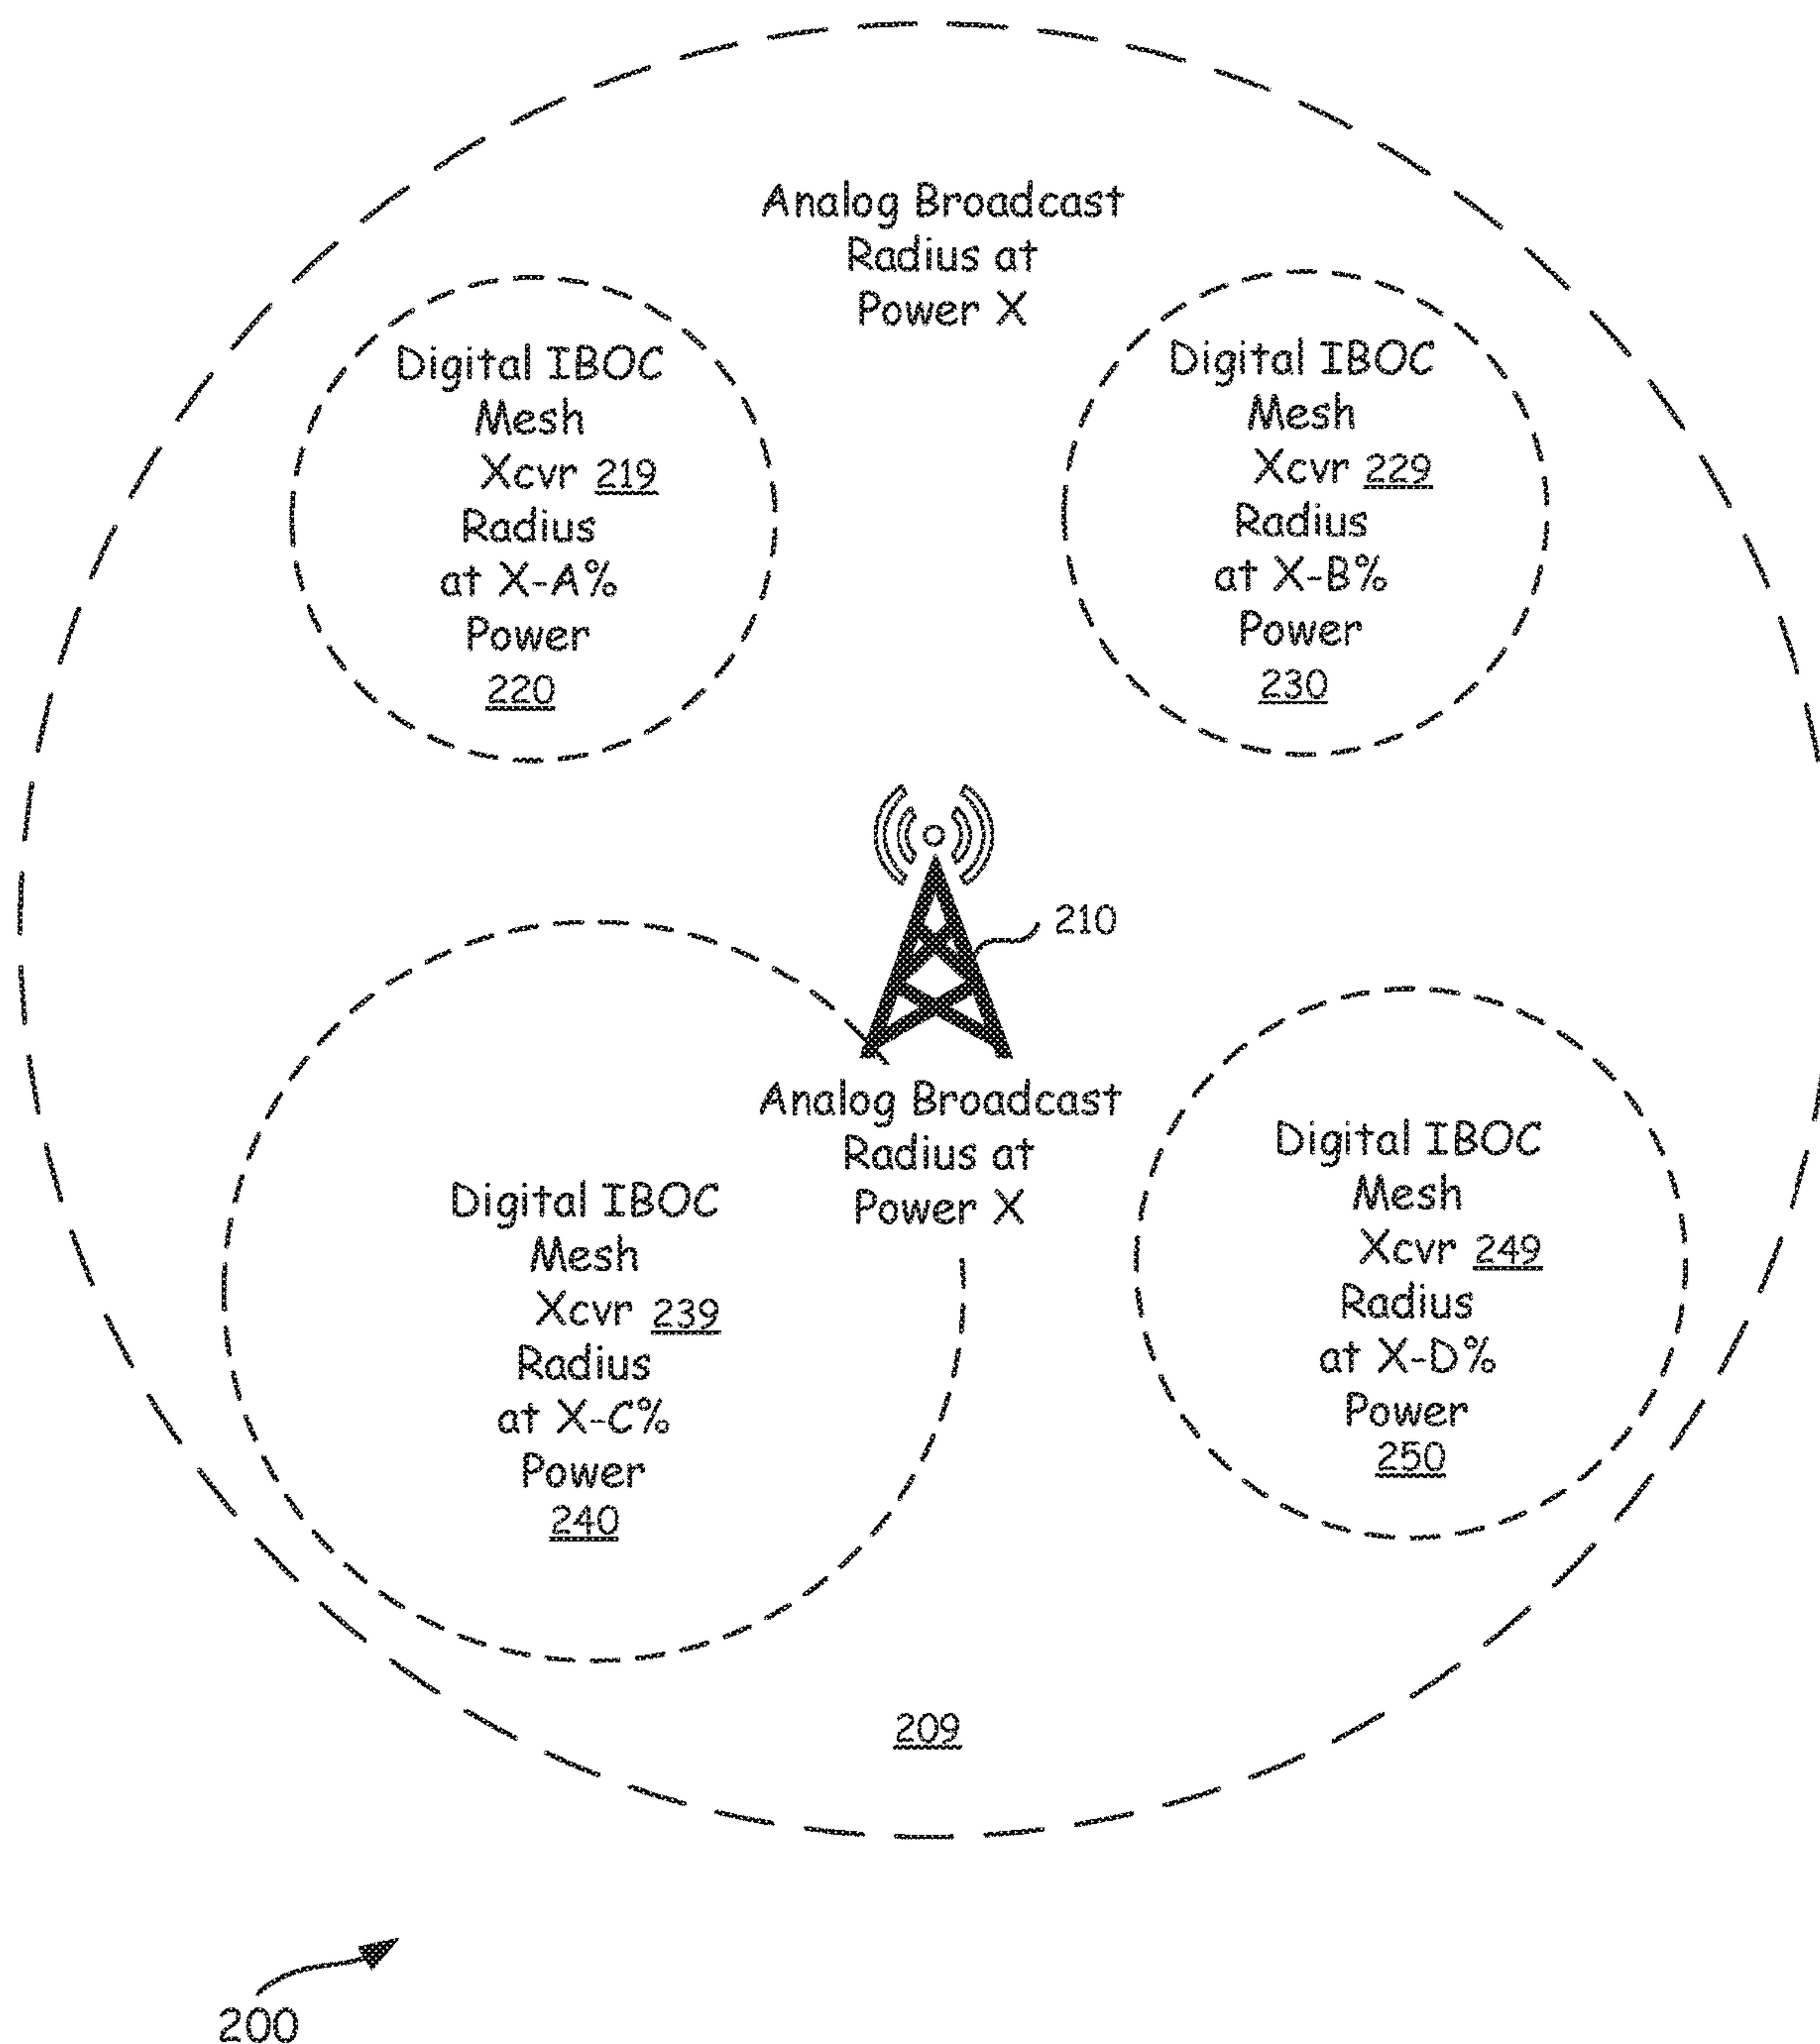 Analog Broadcast
Radius at
Power X
Digital IBOC
Mesh
Xcvr 219
Radius
at X-A%
Power
220
Digital IBOC
Mesh
Xcvr 229
Radius
at X-B%
Power
230
210
Analog Broadcast
Radius at
Power X
Digital IBOC
Mesh
Xcvr 239
Radius
at X-C%
Power
240
Digital IBOC
Mesh
Xcvr 249
Radius
at X-D%
Power
250
209
200